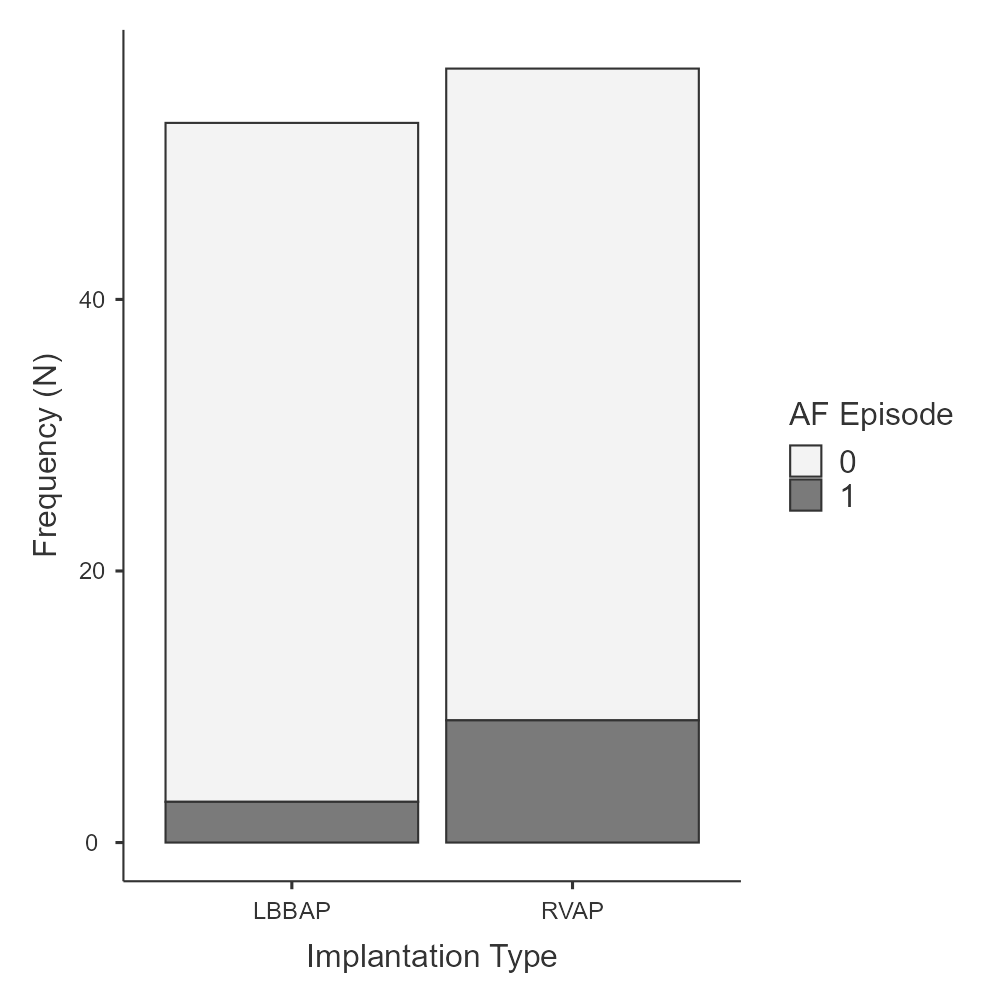 Frequency (N)
40
20
0
LBBAP
RVAP
Implantation Type
AF Episode
0
1